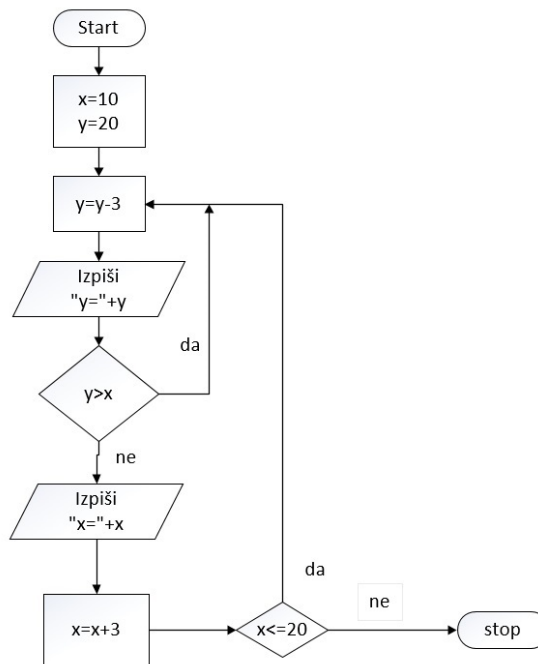 Start
x=10
y=20
y=y-3
Izpiši
"y="+y
da
y>x
ne
Izpiši
"x="+x
da
ne
x=x+3
x<=20
stop